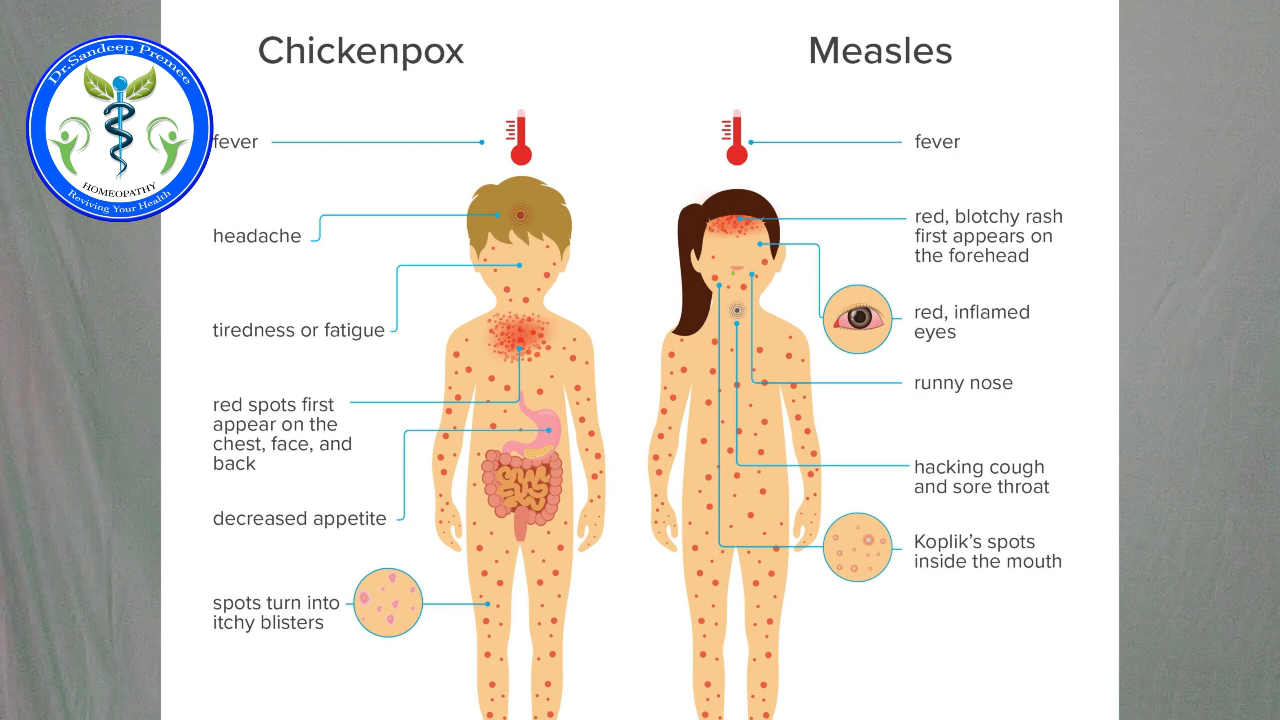 Chickenpox
Measles
Dr.Sandeep Premee
HOMEOPATHY
Reviving Your Health
fever
headache
tiredness or fatigue
red spots first
appear on the
chest, face, and
back
decreased appetite
spots turn into
itchy blisters
fever
red, blotchy rash
first appears on
the forehead
red, inflamed
eyes
runny nose
hacking cough
and sore throat
Koplik’s spots
inside the mouth